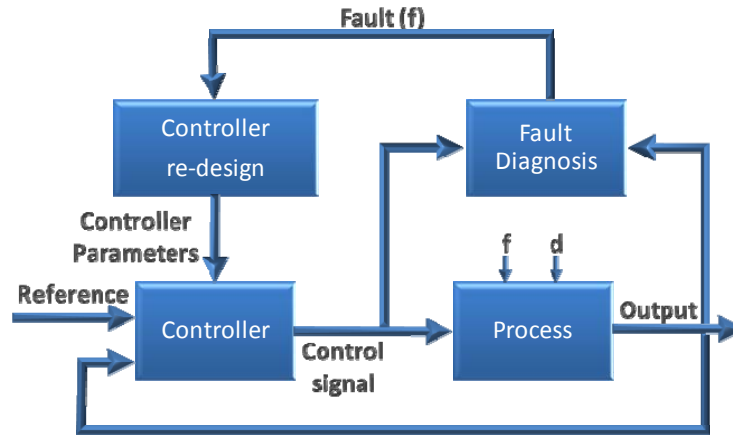 Fault (f)
Controller
re-design
Fault
Diagnosis
Controller
Parameters
f
d
Reference
Controller
Control
signal
Process
Output